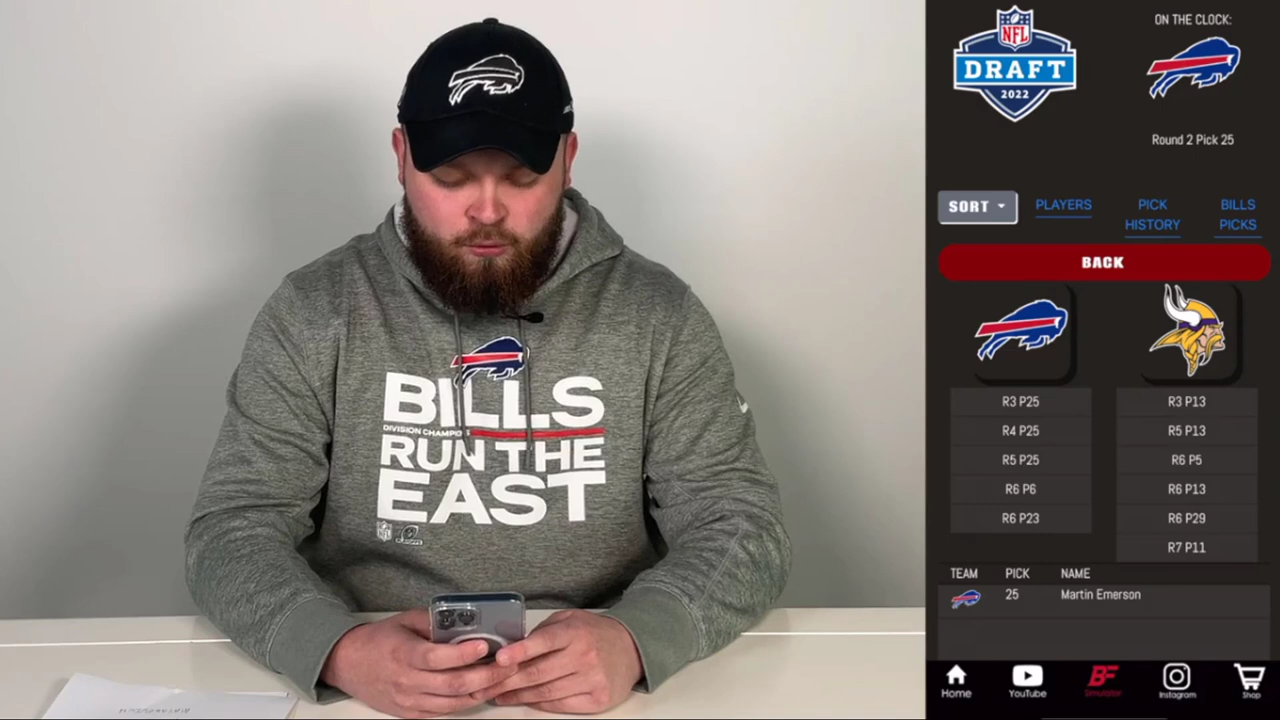 BILLS
DIVISION CHAMPIONS
RUN THE
EAST
NFL
DRAFT
2022
ON THE CLOCK:
Round 2 Pick 25
SORT
PLAYERS
PICK
HISTORY
BILLS
PICKS
BACK
R3 P25
R3 P13
R4 P25
R5 P13
R5 P25
R6 P5
R6 P6
R6 P13
R6 P23
R6 P29
R7 P11
TEAM
PICK
NAME
25
Martin Emerson
Home
YouTube
BF
Simulator
Instagram
Shop